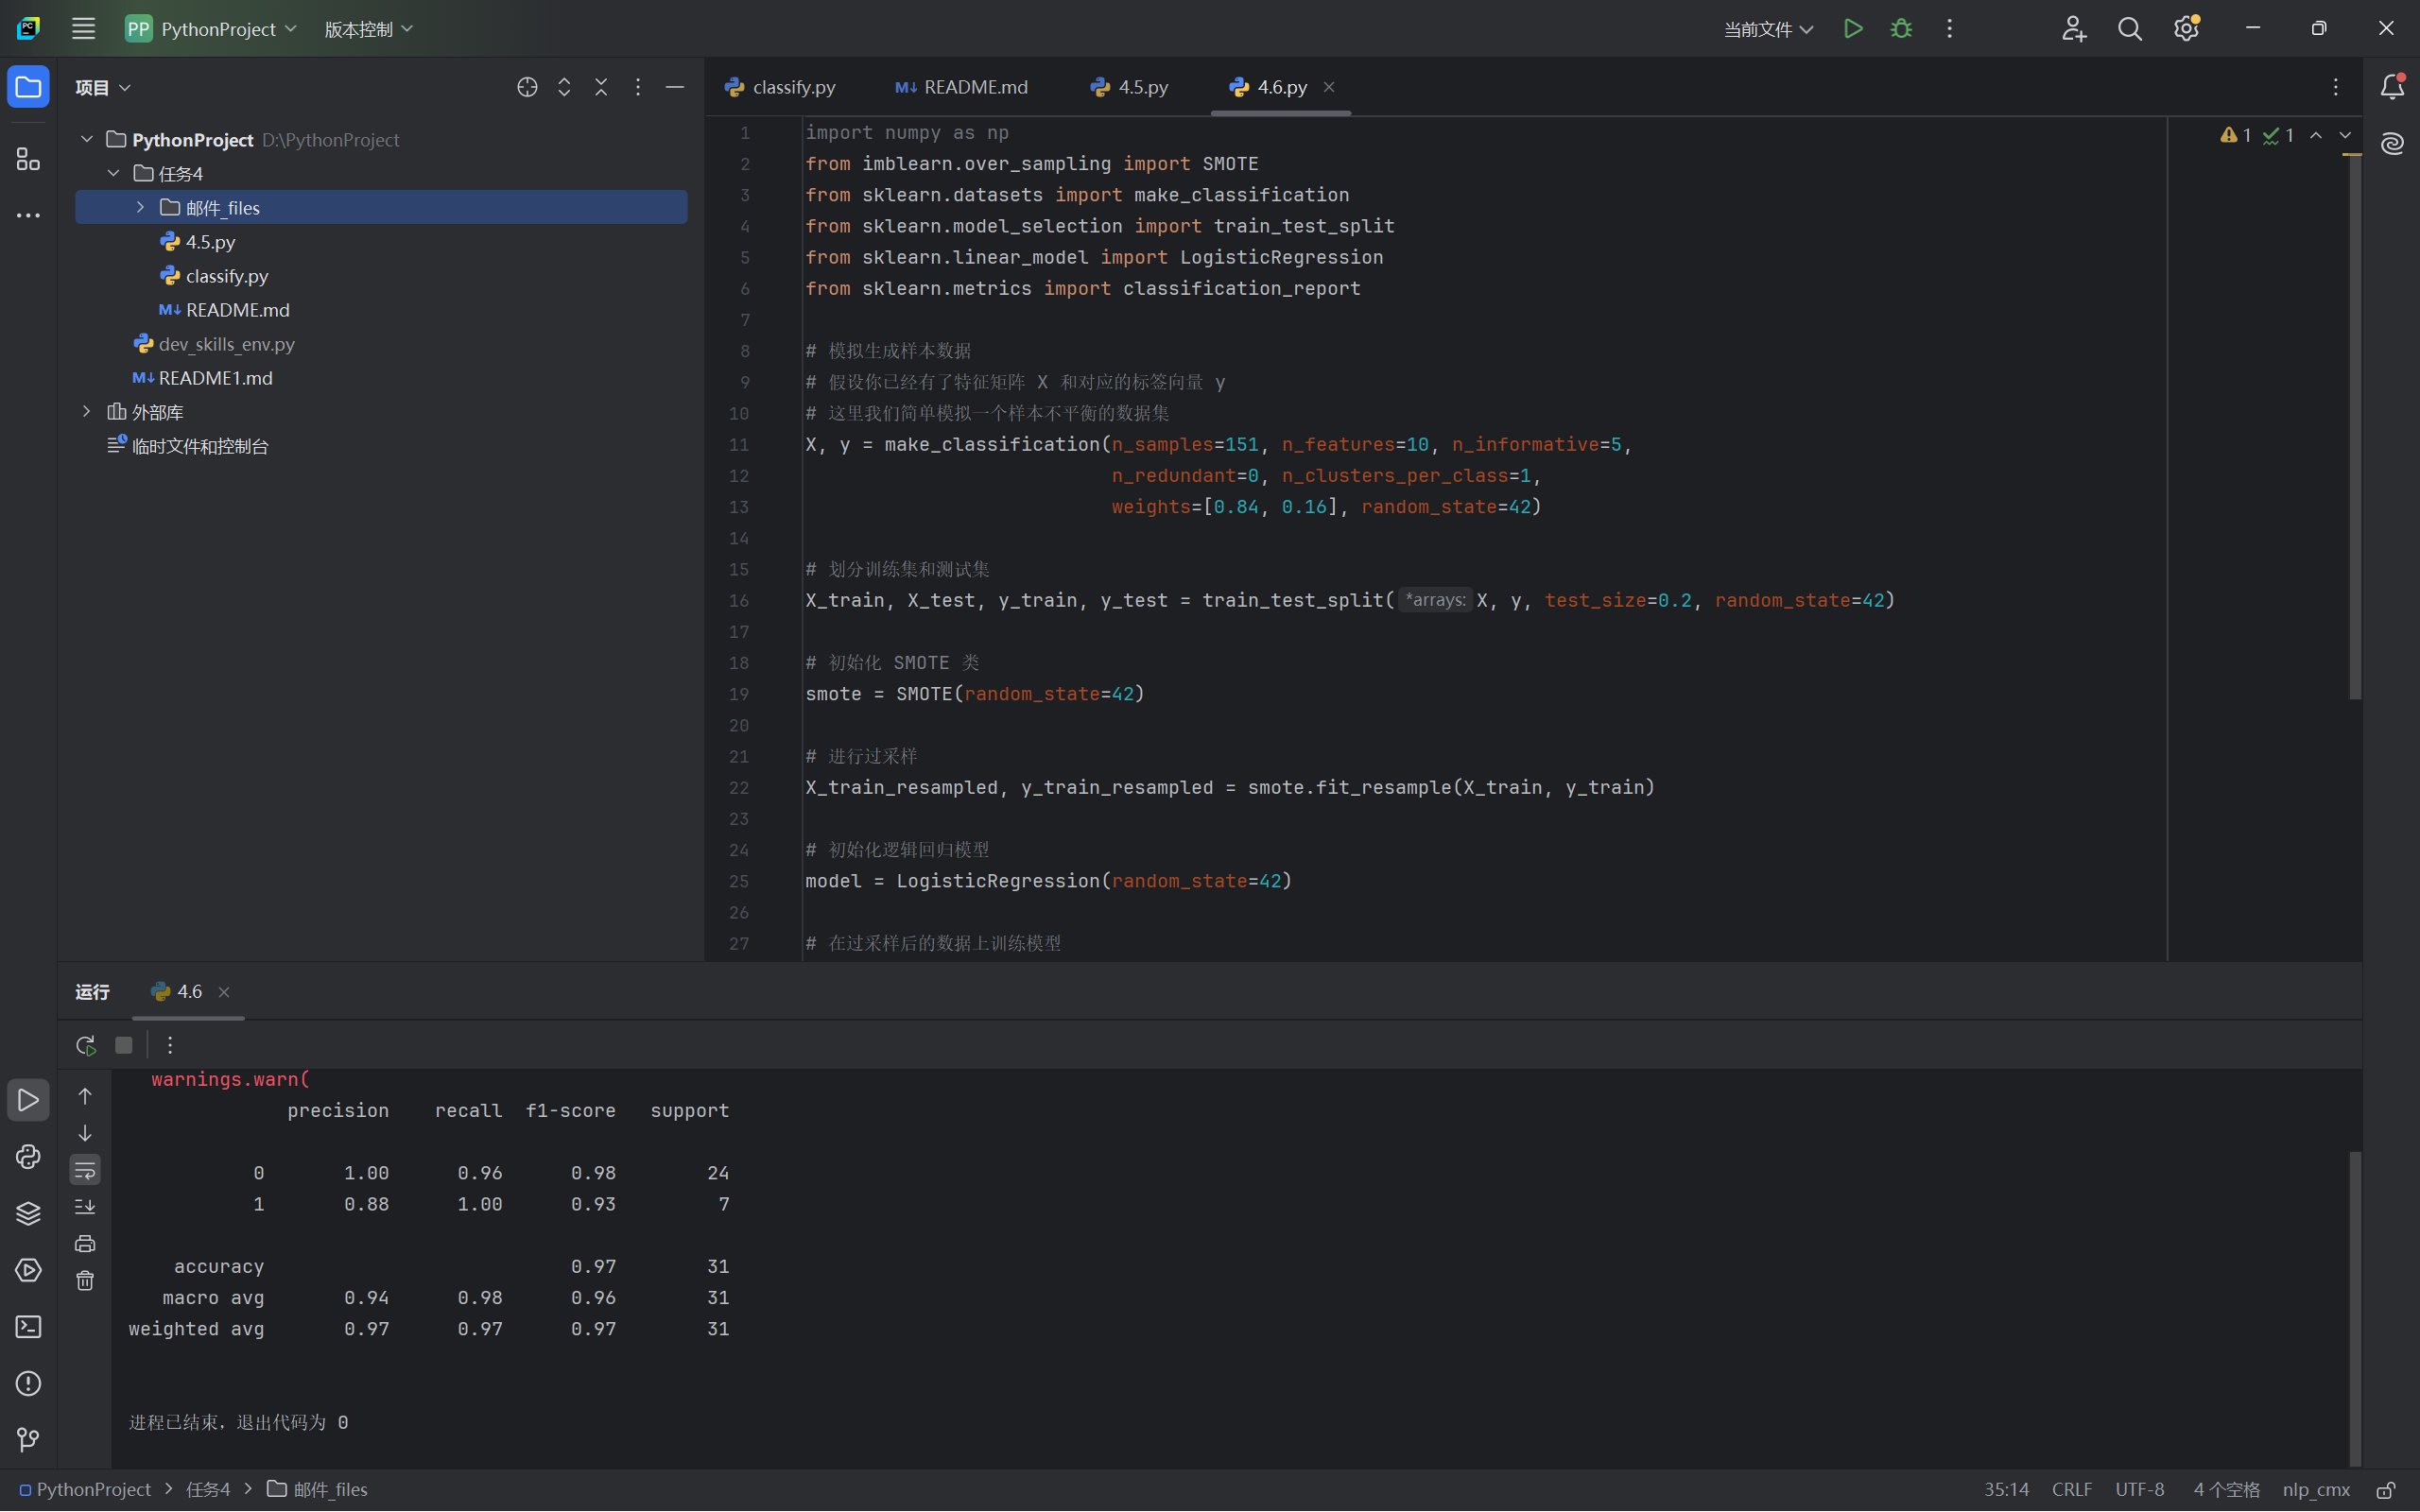 PC
PP PythonProject 版本控制 当前文件
项目
PythonProject D:\PythonProject
任务4
邮件_files
4.5.py
classify.py
M↓ README.md
dev_skills_env.py
M↓ README1.md
外部库
临时文件和控制台
classify.py M↓ README.md 4.5.py 4.6.py
1 1
1 import numpy as np
2 from imblearn.over_sampling import SMOTE
3 from sklearn.datasets import make_classification
4 from sklearn.model_selection import train_test_split
5 from sklearn.linear_model import LogisticRegression
6 from sklearn.metrics import classification_report
7
8 # 模拟生成样本数据
9 # 假设你已经有了特征矩阵 X 和对应的标签向量 y
10 # 这里我们简单模拟一个样本不平衡的数据集
11 X, y = make_classification(n_samples=151, n_features=10, n_informative=5,
12 n_redundant=0, n_clusters_per_class=1,
13 weights=[0.84, 0.16], random_state=42)
14
15 # 划分训练集和测试集
16 X_train, X_test, y_train, y_test = train_test_split( *arrays: X, y, test_size=0.2, random_state=42)
17
18 # 初始化 SMOTE 类
19 smote = SMOTE(random_state=42)
20
21 # 进行过采样
22 X_train_resampled, y_train_resampled = smote.fit_resample(X_train, y_train)
23
24 # 初始化逻辑回归模型
25 model = LogisticRegression(random_state=42)
26
27 # 在过采样后的数据上训练模型
运行 4.6
warnings.warn(
precision recall f1-score support
0 1.00 0.96 0.98 24
1 0.88 1.00 0.93 7
accuracy 0.97 31
macro avg 0.94 0.98 0.96 31
weighted avg 0.97 0.97 0.97 31
进程已结束，退出代码为 0
PythonProject > 任务4 > 邮件_files 35:14 CRLF UTF-8 4 个空格 nlp_cmx